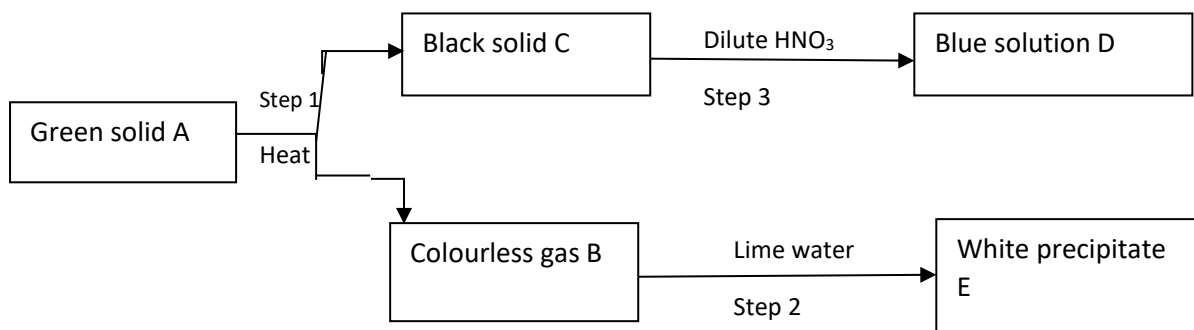 Black solid C
Dilute HNO₃
Blue solution D
Step 1
Step 3
Green solid A
Heat
Colourless gas B
Lime water
White precipitate
E
Step 2